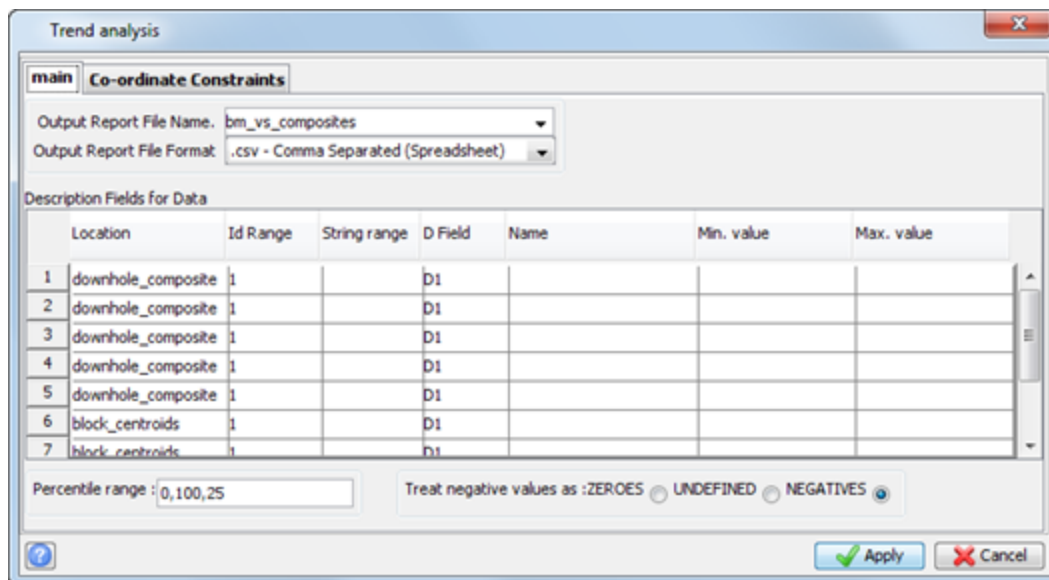 Trend analysis
main Co-ordinate Constraints
Output Report File Name. bm_vs_composites
Output Report File Format .csv - Comma Separated (Spreadsheet)
Description Fields for Data
Location Id Range String range D Field Name Min. value Max. value
1 downhole_composite 1 D1
2 downhole_composite 1 D1
3 downhole_composite 1 D1
4 downhole_composite 1 D1
5 downhole_composite 1 D1
6 block_centroids 1 D1
7 block_centroids 1 D1
Percentile range : 0,100,25 Treat negative values as :ZEROES UNDEFINED NEGATIVES
? Apply Cancel